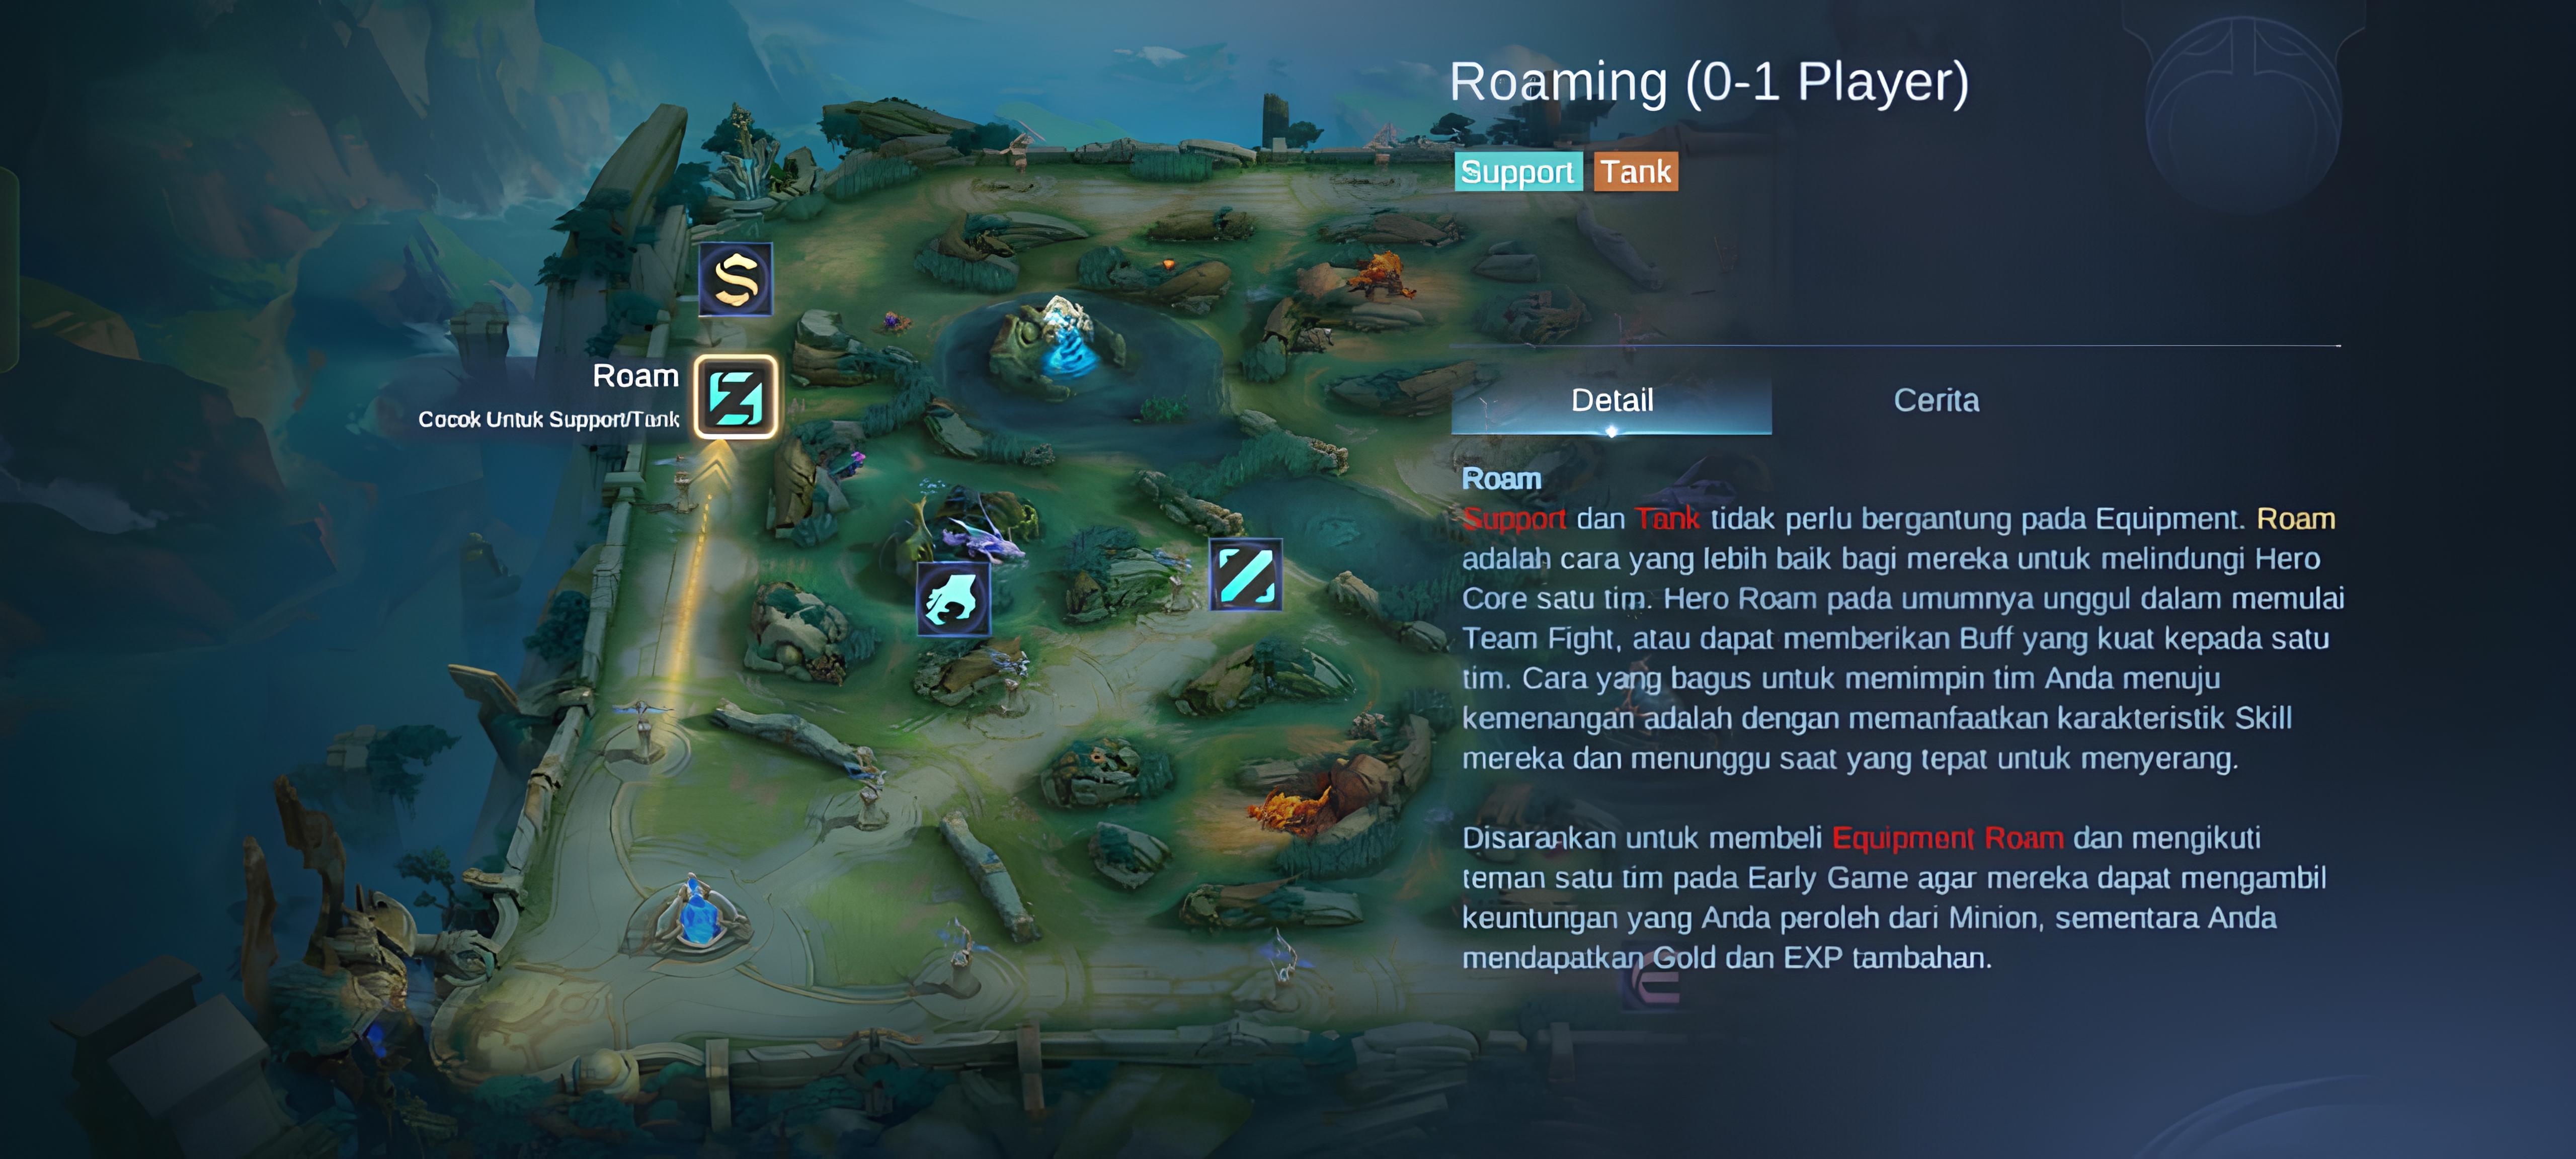 Roaming (0-1 Player)
Support Tank
Roam
Cocok Untuk Support/Tank
Detail Cerita
Roam
Support dan Tank tidak perlu bergantung pada Equipment. Roam
adalah cara yang lebih baik bagi mereka untuk melindungi Hero
Core satu tim. Hero Roam pada umumnya unggul dalam memulai
Team Fight, atau dapat memberikan Buff yang kuat kepada satu
tim. Cara yang bagus untuk memimpin tim Anda menuju
kemenangan adalah dengan memanfaatkan karakteristik Skill
mereka dan menunggu saat yang tepat untuk menyerang.
Disarankan untuk membeli Equipment Roam dan mengikuti
teman satu tim pada Early Game agar mereka dapat mengambil
keuntungan yang Anda peroleh dari Minion, sementara Anda
mendapatkan Gold dan EXP tambahan.